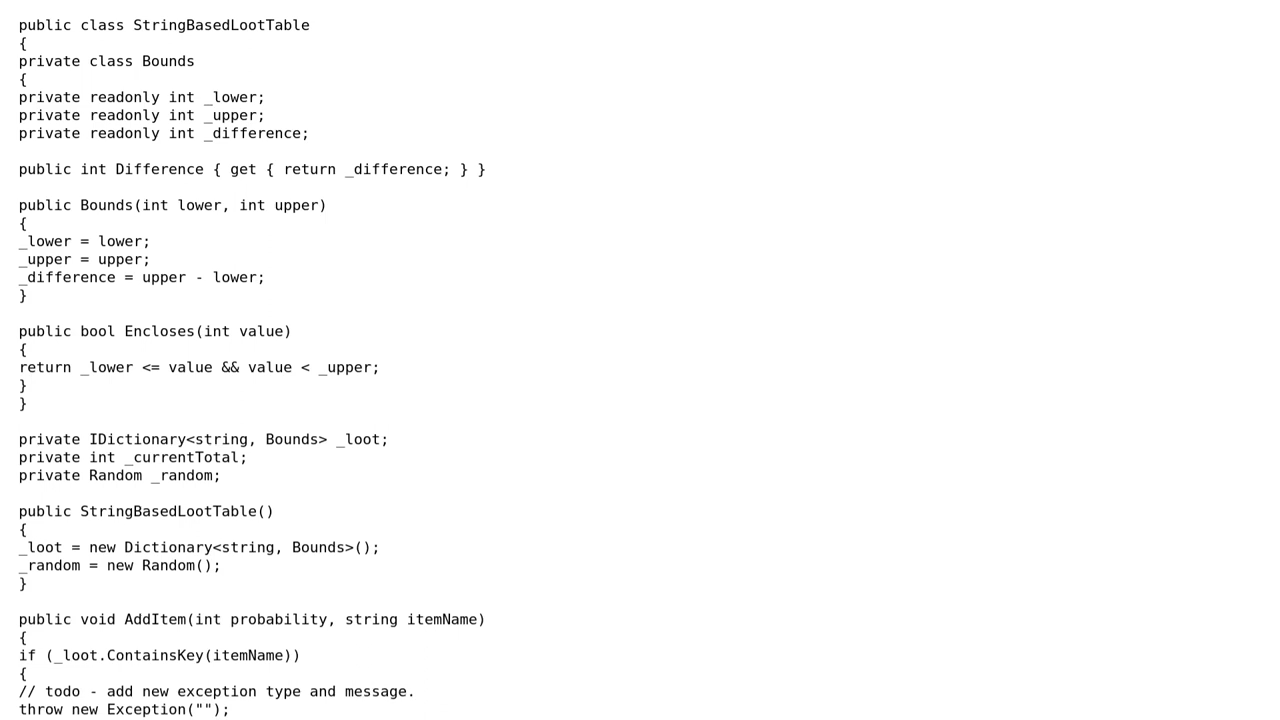 public class StringBasedLootTable
{
private class Bounds
{
private readonly int _lower;
private readonly int _upper;
private readonly int _difference;

public int Difference { get { return _difference; } }

public Bounds(int lower, int upper)
{
_lower = lower;
_upper = upper;
_difference = upper - lower;
}

public bool Encloses(int value)
{
return _lower <= value && value < _upper;
}
}

private IDictionary<string, Bounds> _loot;
private int _currentTotal;
private Random _random;

public StringBasedLootTable()
{
_loot = new Dictionary<string, Bounds>();
_random = new Random();
}

public void AddItem(int probability, string itemName)
{
if (_loot.ContainsKey(itemName))
{
// todo - add new exception type and message.
throw new Exception("");